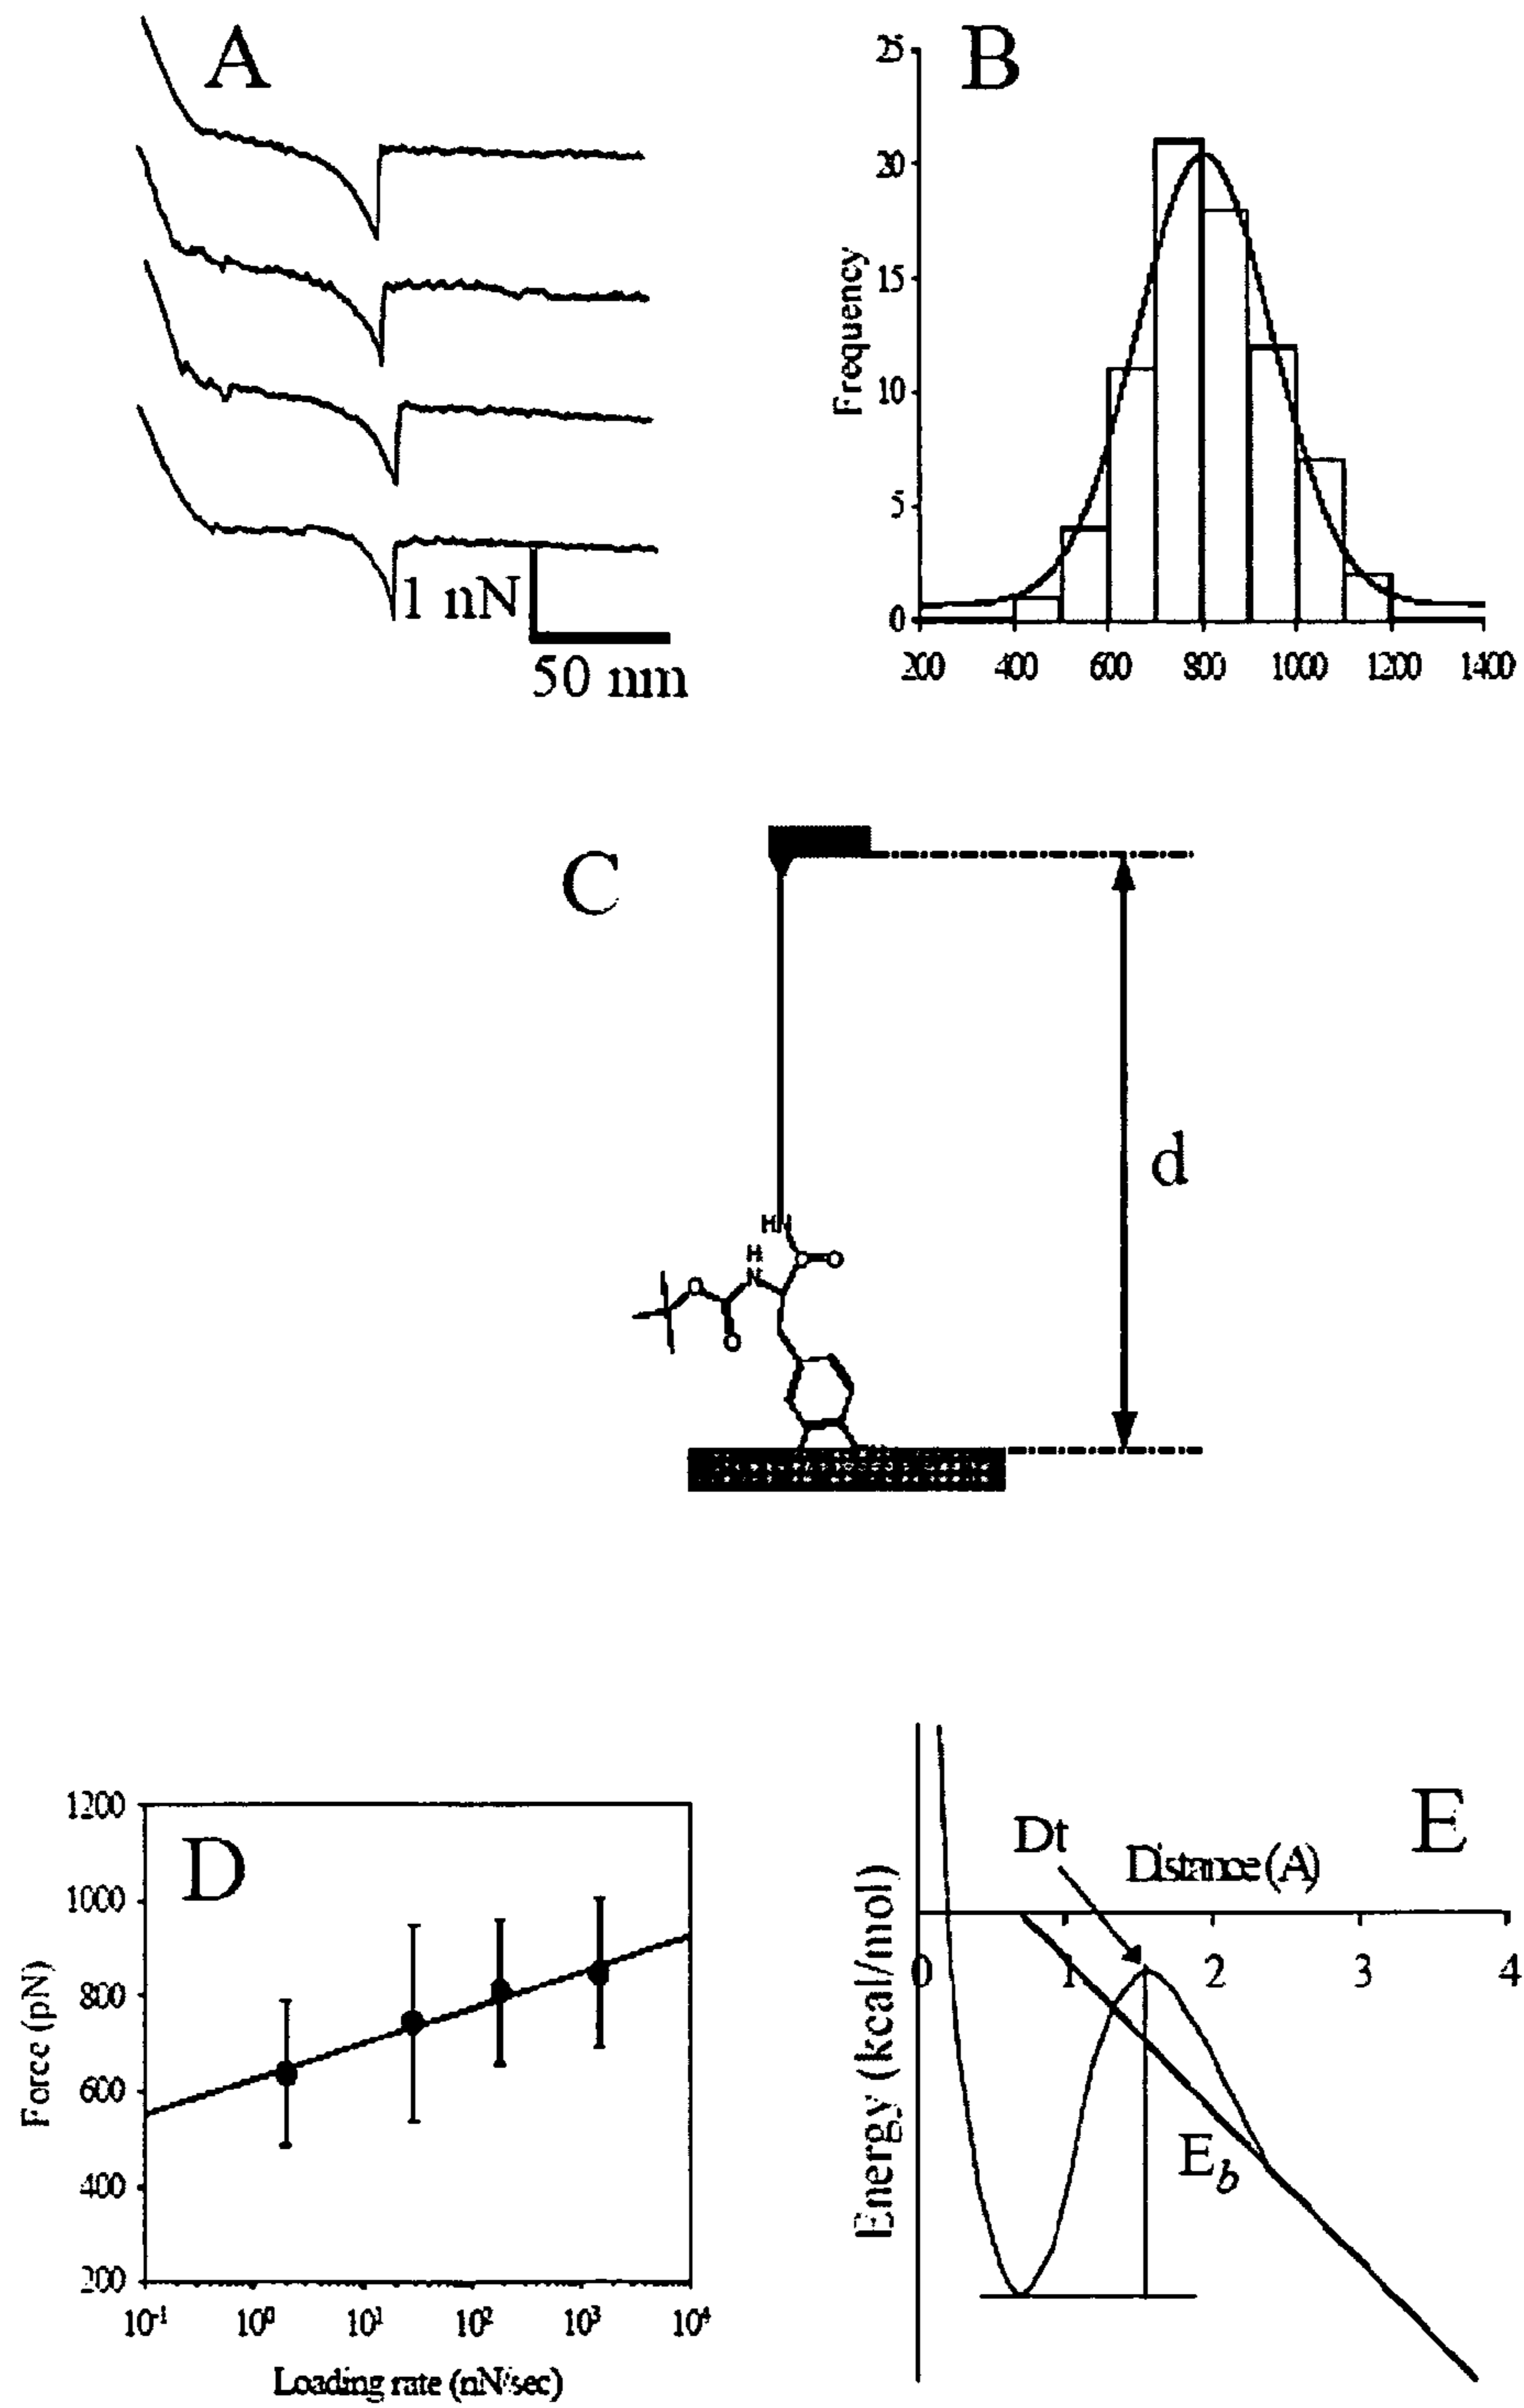 A
1 nN
50 nm
B
25
20
15
10
5
0
Frequency
200 400 600 800 1000 1200 1400
C
d
HN
O
H
N
O
O
D
1200
1000
800
600
400
200
Force (pN)
10⁻¹ 10⁰ 10¹ 10² 10³ 10⁴
Loading rate (nN/sec)
E
Dt
Distance (A)
0 1 2 3 4
Energy (kcal/mol)
E_b